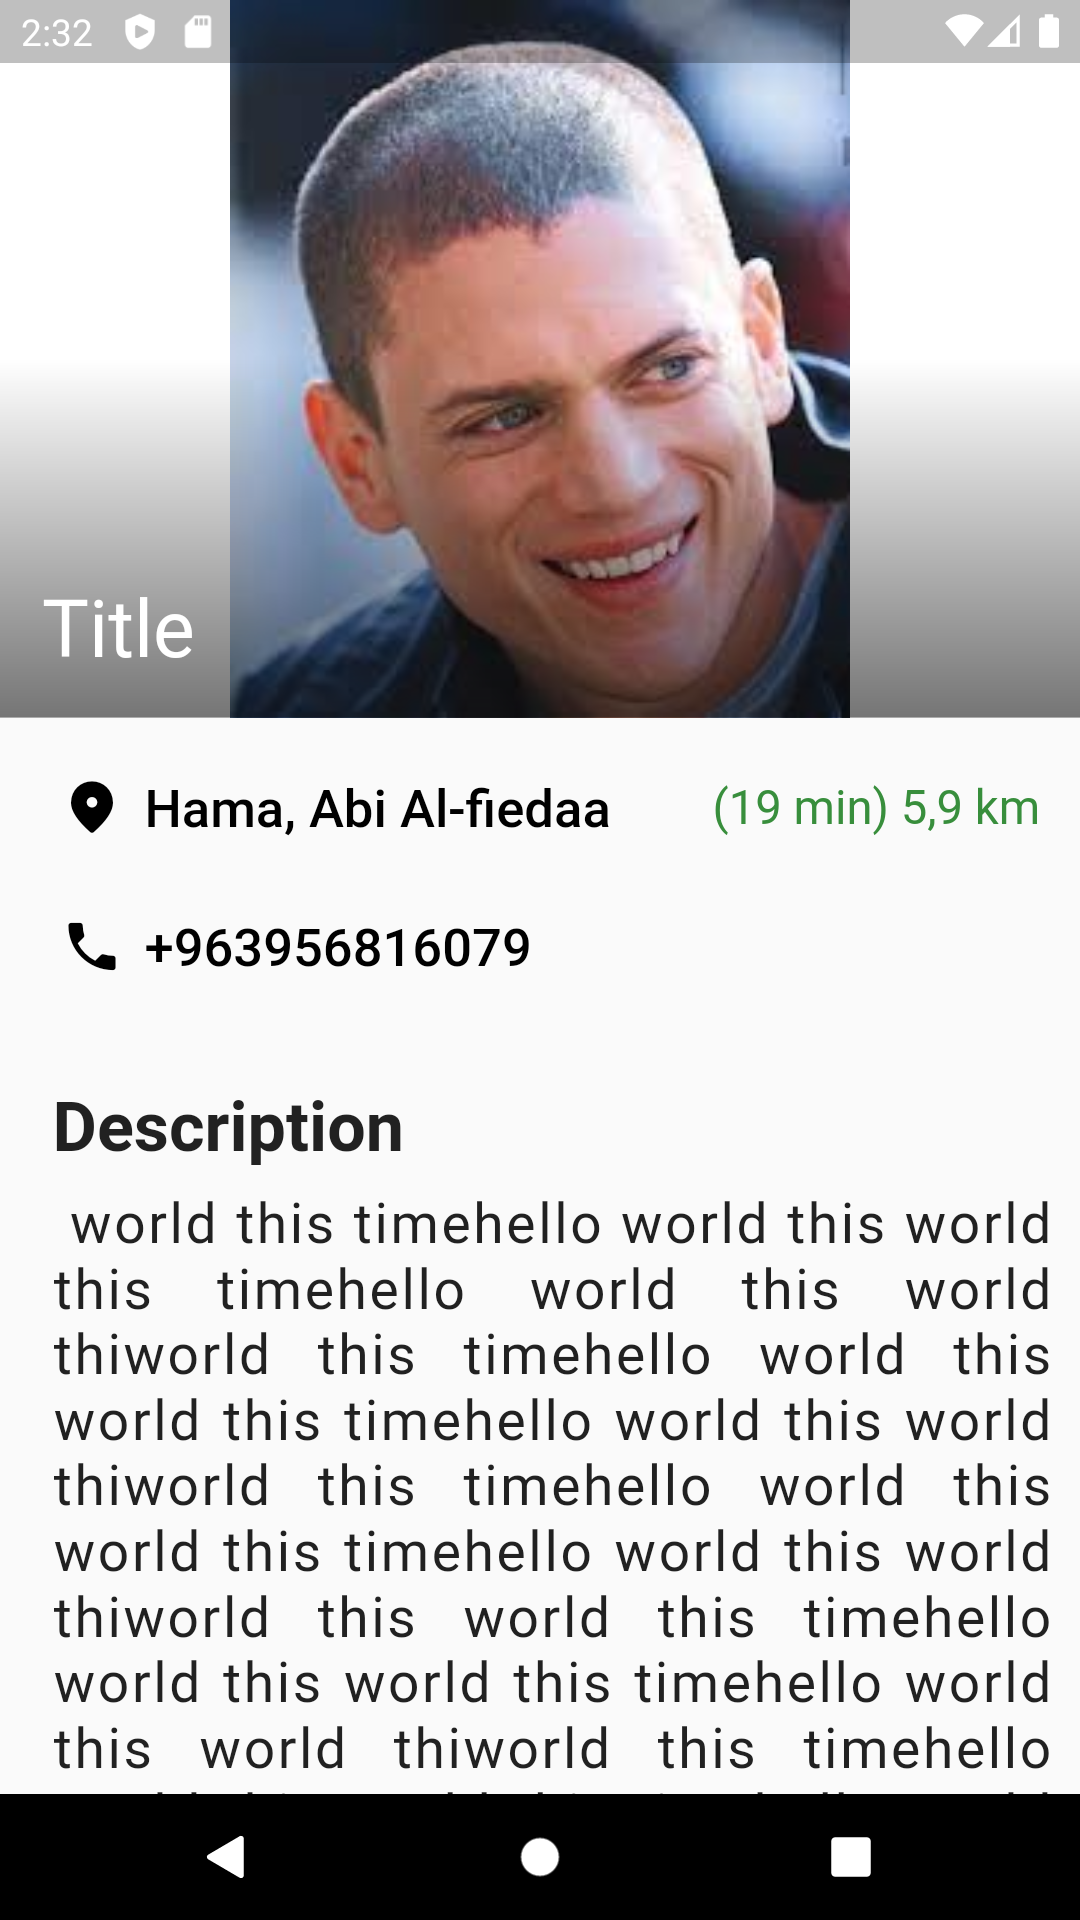 2:32
Title
Hama, Abi Al-fiedaa (19 min) 5,9 km
+963956816079
Description
world this timehello world this world
this timehello world this world
thiworld this timehello world this
world this timehello world this world
thiworld this timehello world this
world this timehello world this world
thiworld this world this timehello
world this world this timehello world
this world thiworld this timehello